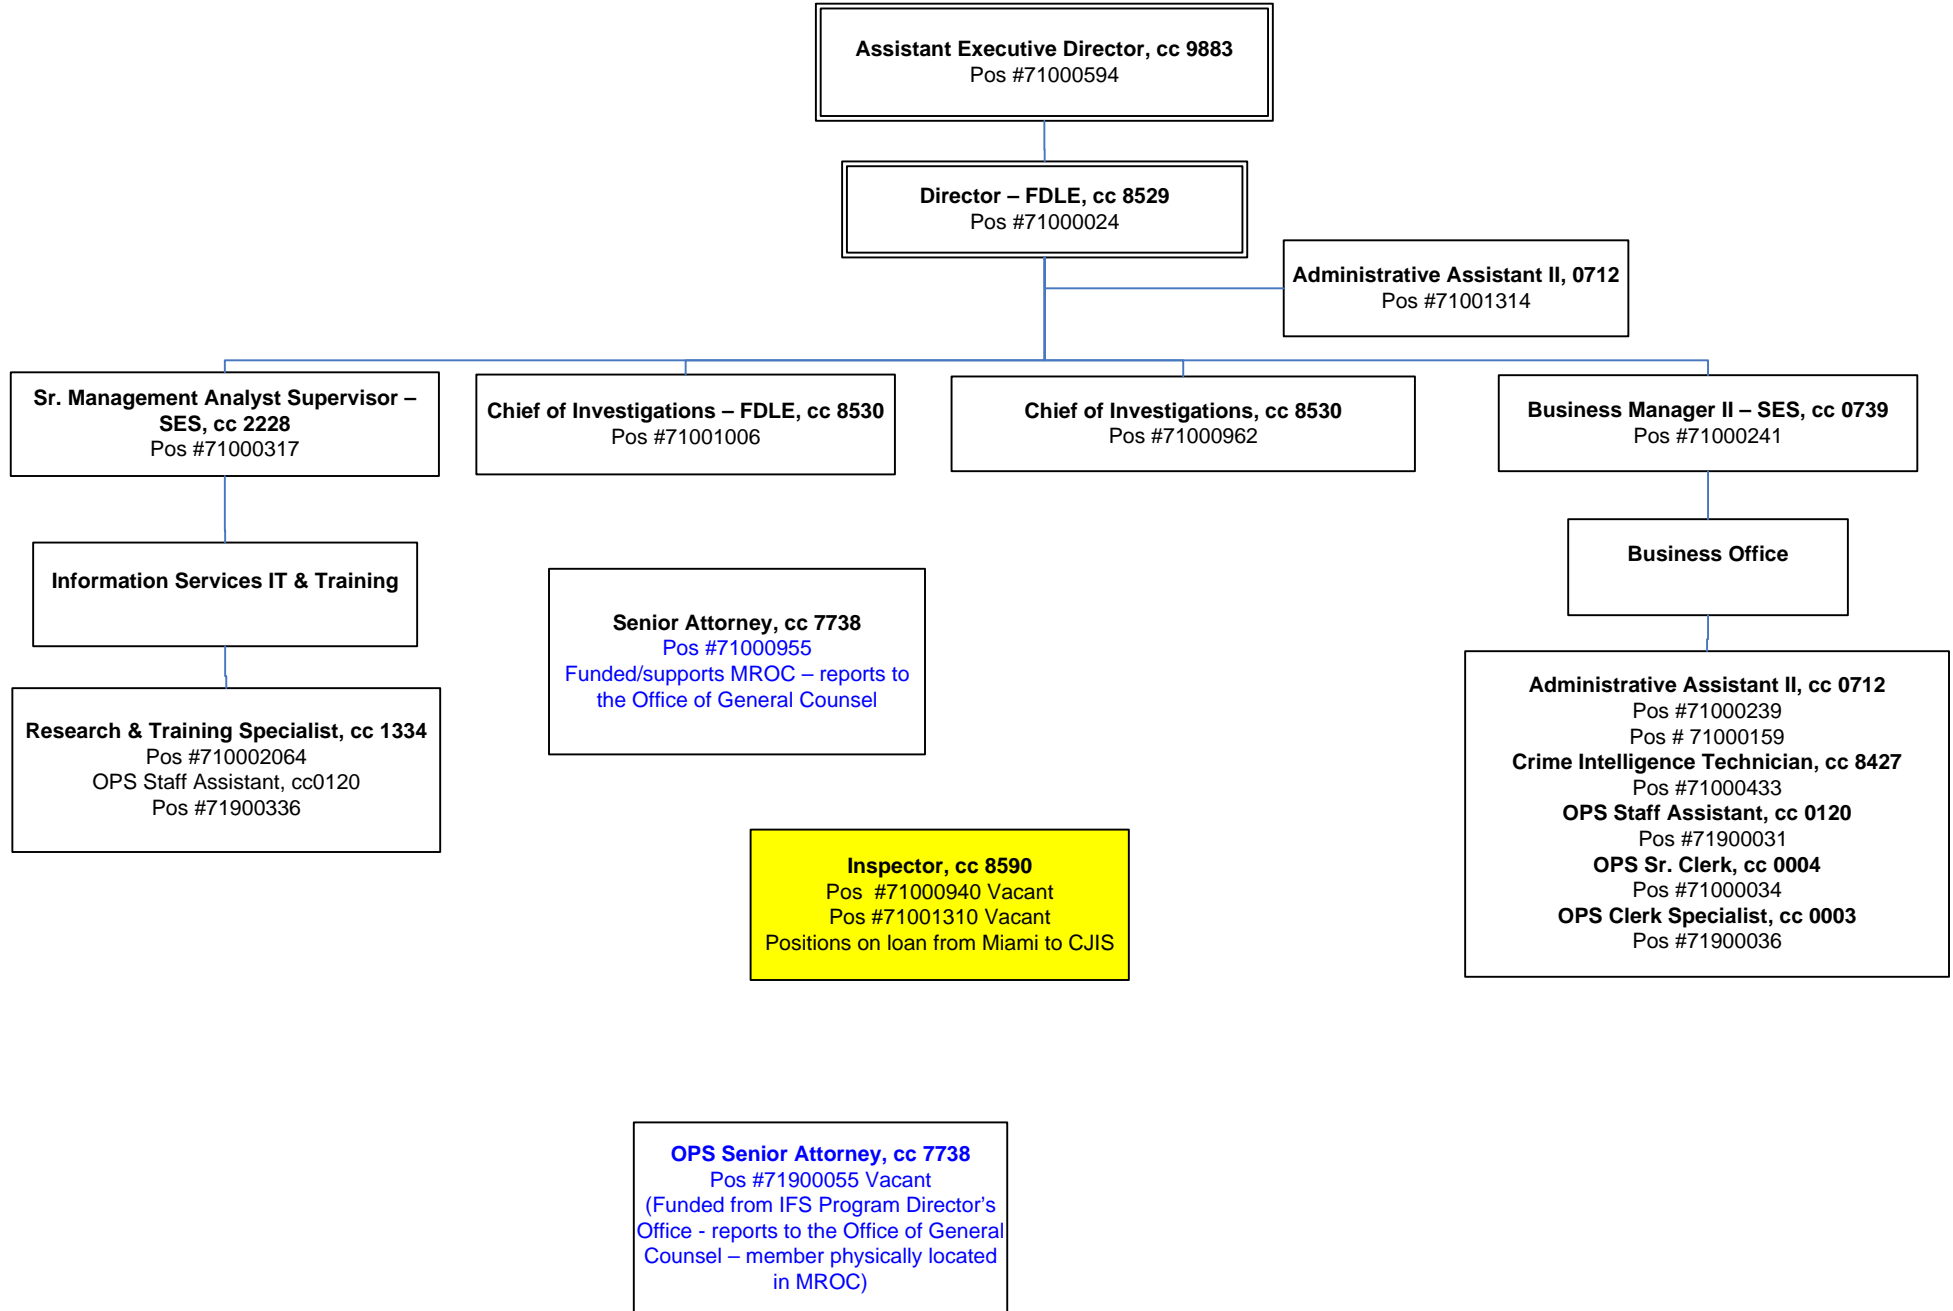 Assistant Executive Director, cc 9883
Pos #71000594
Director – FDLE, cc 8529
Pos #71000024
Administrative Assistant II, 0712
Pos #71001314
Sr. Management Analyst Supervisor –
SES, cc 2228
Pos #71000317
Chief of Investigations – FDLE, cc 8530
Pos #71001006
Chief of Investigations, cc 8530
Pos #71000962
Business Manager II – SES, cc 0739
Pos #71000241
Information Services IT & Training
Business Office
Senior Attorney, cc 7738
Pos #71000955
Funded/supports MROC – reports to
the Office of General Counsel
Research & Training Specialist, cc 1334
Pos #710002064
OPS Staff Assistant, cc0120
Pos #71900336
Administrative Assistant II, cc 0712
Pos #71000239
Pos # 71000159
Crime Intelligence Technician, cc 8427
Pos #71000433
OPS Staff Assistant, cc 0120
Pos #71900031
OPS Sr. Clerk, cc 0004
Pos #71000034
OPS Clerk Specialist, cc 0003
Pos #71900036
Inspector, cc 8590
Pos  #71000940 Vacant
Pos #71001310 Vacant
Positions on loan from Miami to CJIS
OPS Senior Attorney, cc 7738
Pos #71900055 Vacant
(Funded from IFS Program Director’s
Office - reports to the Office of General
Counsel – member physically located
in MROC)